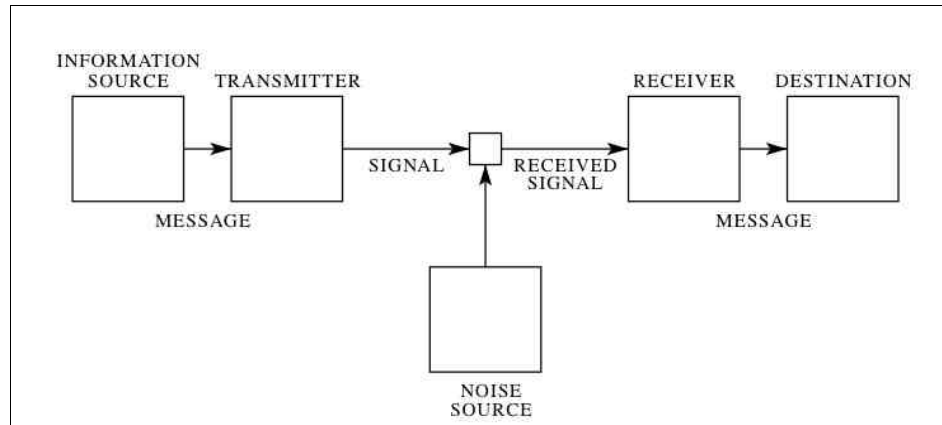 INFORMATION
SOURCE
TRANSMITTER
RECEIVER
DESTINATION
SIGNAL
RECEIVED
SIGNAL
MESSAGE
MESSAGE
NOISE
SOURCE